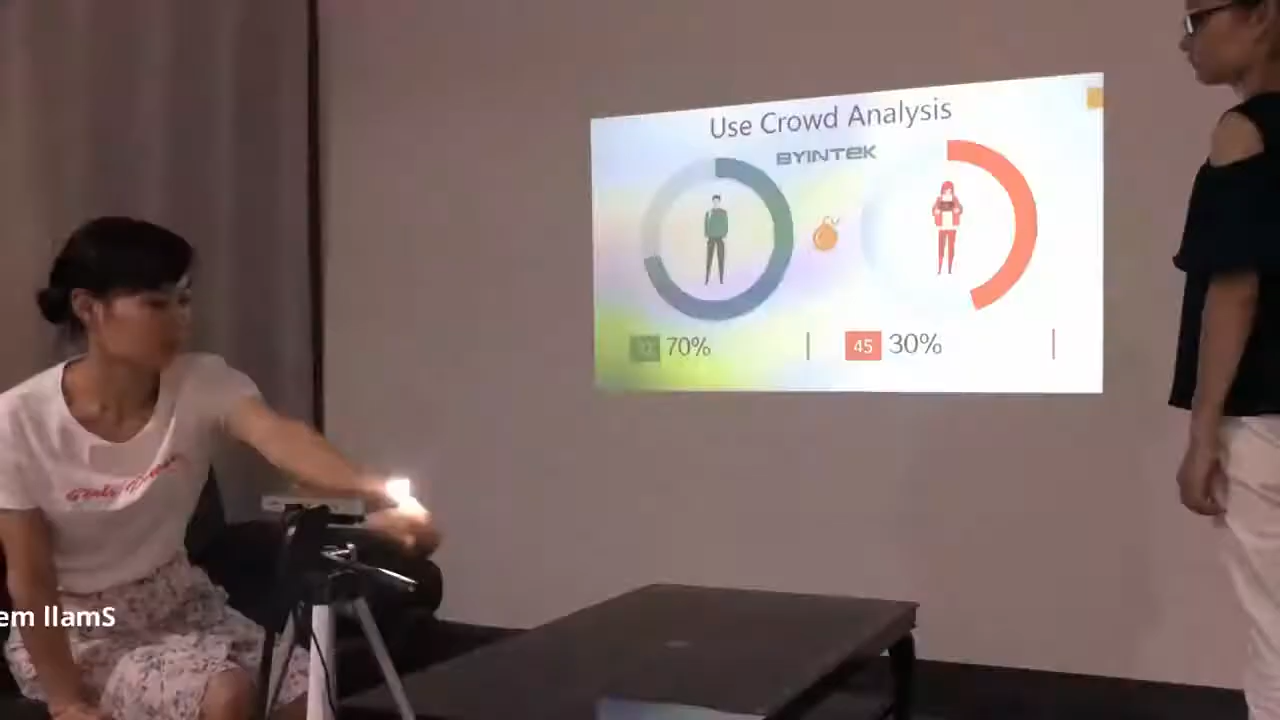 Use Crowd Analysis
BYINTEK
70%
45 30%
em llamS